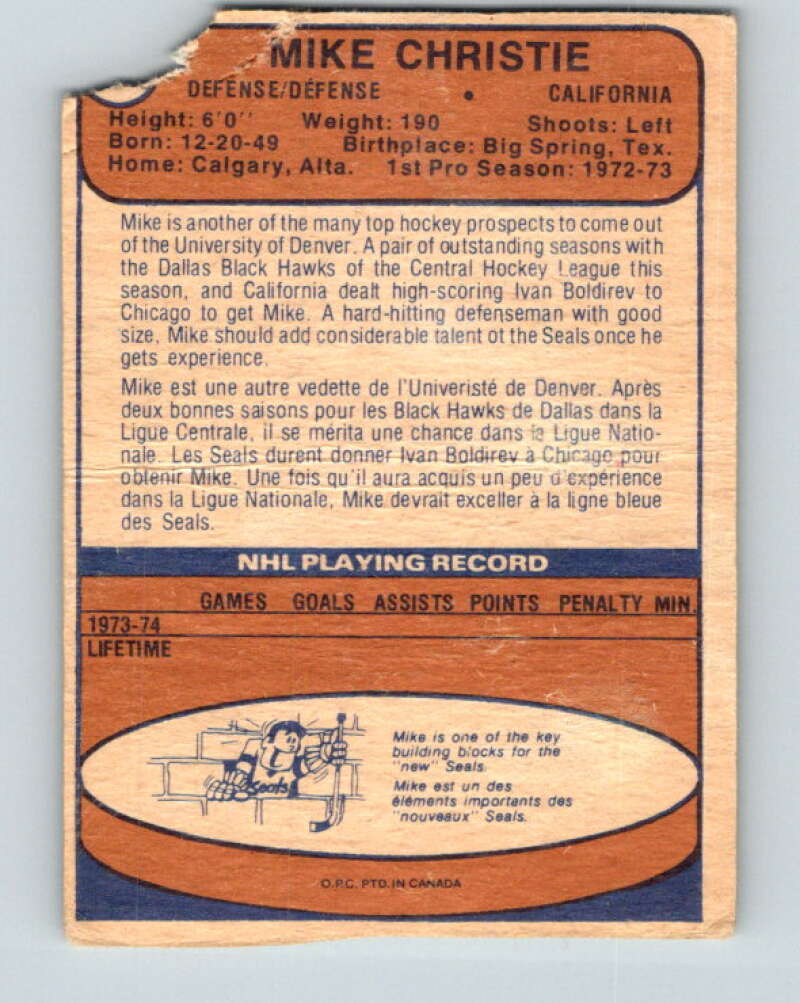 MIKE CHRISTIE
DEFENSE/DÉFENSE • CALIFORNIA
Height: 6'0'' Weight: 190 Shoots: Left
Born: 12-20-49 Birthplace: Big Spring, Tex.
Home: Calgary, Alta. 1st Pro Season: 1972-73
Mike is another of the many top hockey prospects to come out
of the University of Denver. A pair of outstanding seasons with
the Dallas Black Hawks of the Central Hockey League this
season, and California dealt high-scoring Ivan Boldirev to
Chicago to get Mike. A hard-hitting defenseman with good
size, Mike should add considerable talent ot the Seals once he
gets experience.
Mike est une autre vedette de l'Univeristé de Denver. Après
deux bonnes saisons pour les Black Hawks de Dallas dans la
Ligue Centrale, il se mérita une chance dans la Ligue Natio-
nale. Les Seals durent donner Ivan Boldirev à Chicago pour
obtenir Mike. Une fois qu'il aura acquis un peu d'expérience
dans la Ligue Nationale, Mike devrait exceller à la ligne bleue
des Seals.
NHL PLAYING RECORD
GAMES GOALS ASSISTS POINTS PENALTY MIN.
1973-74
LIFETIME
Mike is one of the key
building blocks for the
"new" Seals.
Mike est un des
éléments importants des
"nouveaux" Seals.
Seals
O.P.C. PTD. IN CANADA